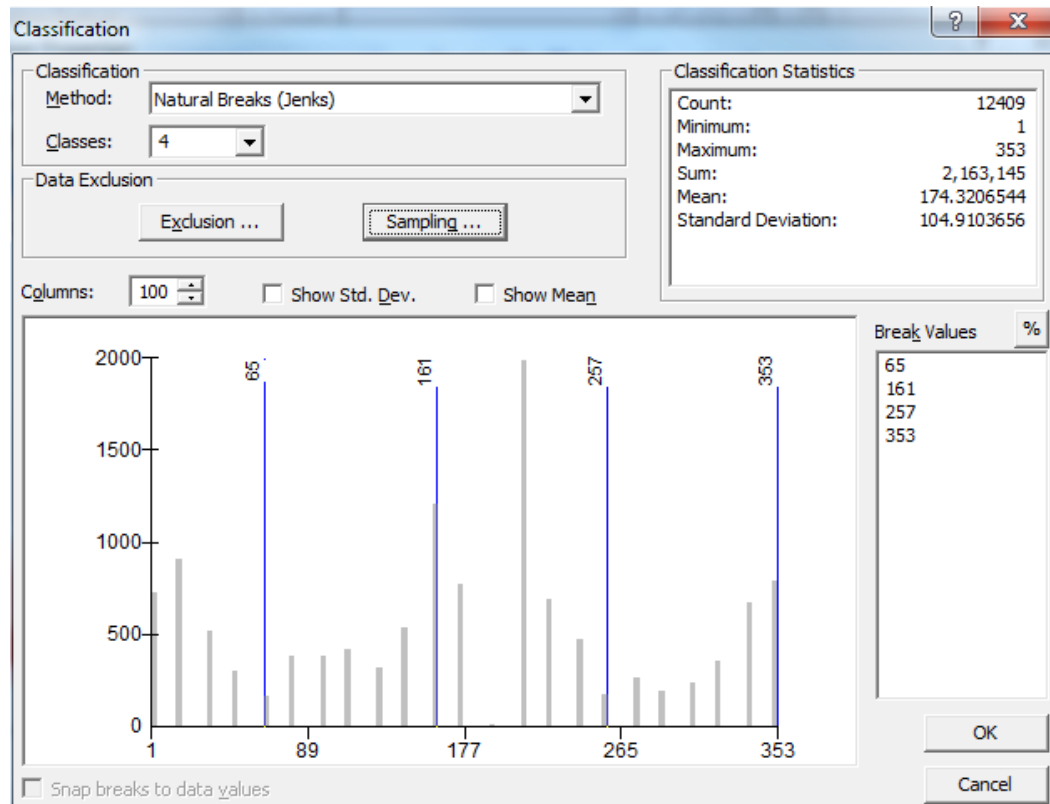 Classification
Classification
Method: Natural Breaks (Jenks)
Classes: 4
Data Exclusion
Exclusion ...
Sampling ...
Classification Statistics
Count: 12409
Minimum: 1
Maximum: 353
Sum: 2,163,145
Mean: 174.3206544
Standard Deviation: 104.9103656
Columns: 100
Show Std. Dev.
Show Mean
Break Values
%
65
161
257
353
2000
1500
1000
500
0
65
161
257
353
1
89
177
265
353
OK
Cancel
Snap breaks to data values